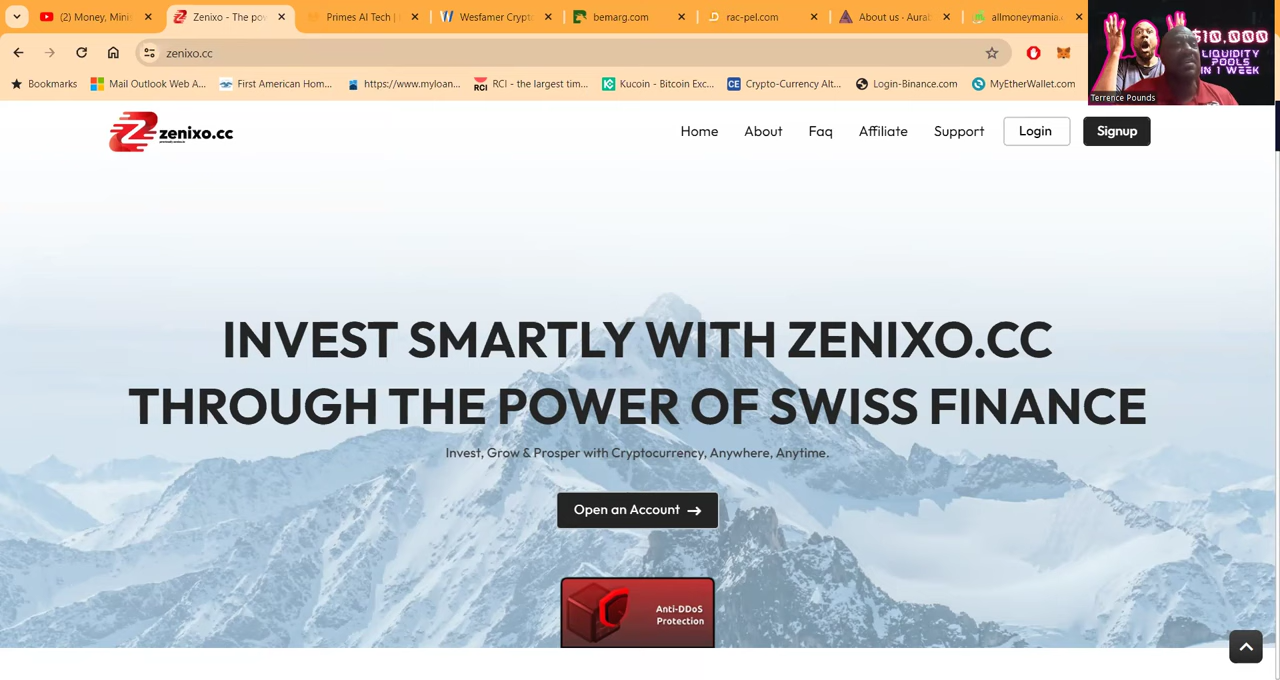 (2) Money, Mini
Zenixo - The pow
Primes AI Tech |
Wesfamer Crypt
bemarg.com
rac-pel.com
About us · Aural
allmoneymania.
zenixo.cc
Bookmarks
Mail Outlook Web A...
First American Hom...
https://www.myloan...
RCI
RCI - the largest tim...
Kucoin - Bitcoin Exc...
CE
Crypto-Currency Alt...
Login-Binance.com
MyEtherWallet.com
$10,000
LIQUIDITY
POOLS
IN 1 WEEK
Terrence Pounds
zenixo.cc
Home
About
Faq
Affiliate
Support
Login
Signup
INVEST SMARTLY WITH ZENIXO.CC
THROUGH THE POWER OF SWISS FINANCE
Invest, Grow & Prosper with Cryptocurrency, Anywhere, Anytime.
Open an Account →
Anti-DDoS
Protection